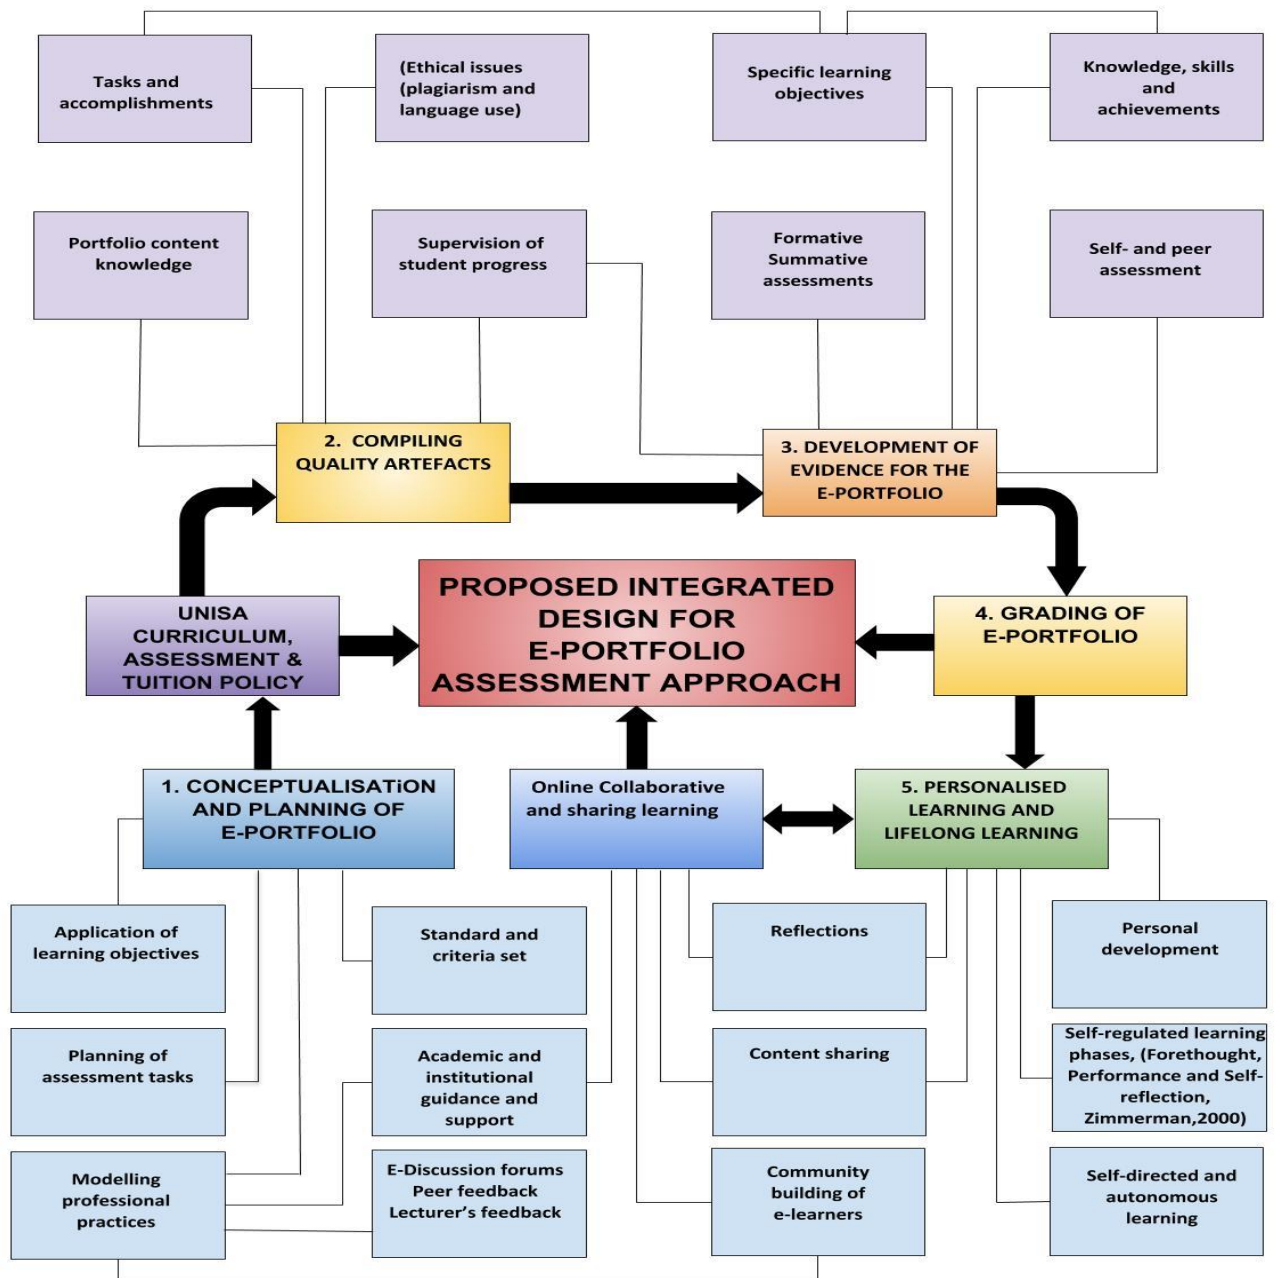 Tasks and
accomplishments
(Ethical issues
(plagiarism and
language use)
Specific learning
objectives
Knowledge, skills
and
achievements
Portfolio content
knowledge
Supervision of
student progress
Formative
Summative
assessments
Self- and peer
assessment
2. COMPILING
QUALITY ARTEFACTS
3. DEVELOPMENT OF
EVIDENCE FOR THE
E-PORTFOLIO
UNISA
CURRICULUM,
ASSESSMENT &
TUITION POLICY
PROPOSED INTEGRATED
DESIGN FOR
E-PORTFOLIO
ASSESSMENT APPROACH
4. GRADING OF
E-PORTFOLIO
1. CONCEPTUALISATiON
AND PLANNING OF
E-PORTFOLIO
Online Collaborative
and sharing learning
5. PERSONALISED
LEARNING AND
LIFELONG LEARNING
Application of
learning objectives
Standard and
criteria set
Reflections
Personal
development
Planning of
assessment tasks
Academic and
institutional
guidance and
support
Content sharing
Self-regulated learning
phases, (Forethought,
Performance and Self-
reflection,
Zimmerman,2000)
Modelling
professional
practices
E-Discussion forums
Peer feedback
Lecturer’s feedback
Community
building of
e-learners
Self-directed and
autonomous
learning